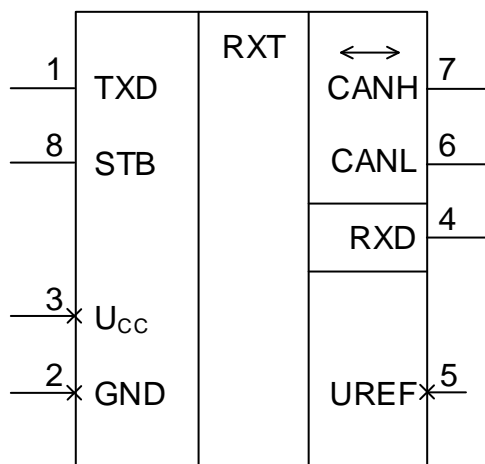 RXT
1 TXD CANH 7
8 STB CANL 6
RXD 4
3 UCC
2 GND UREF 5